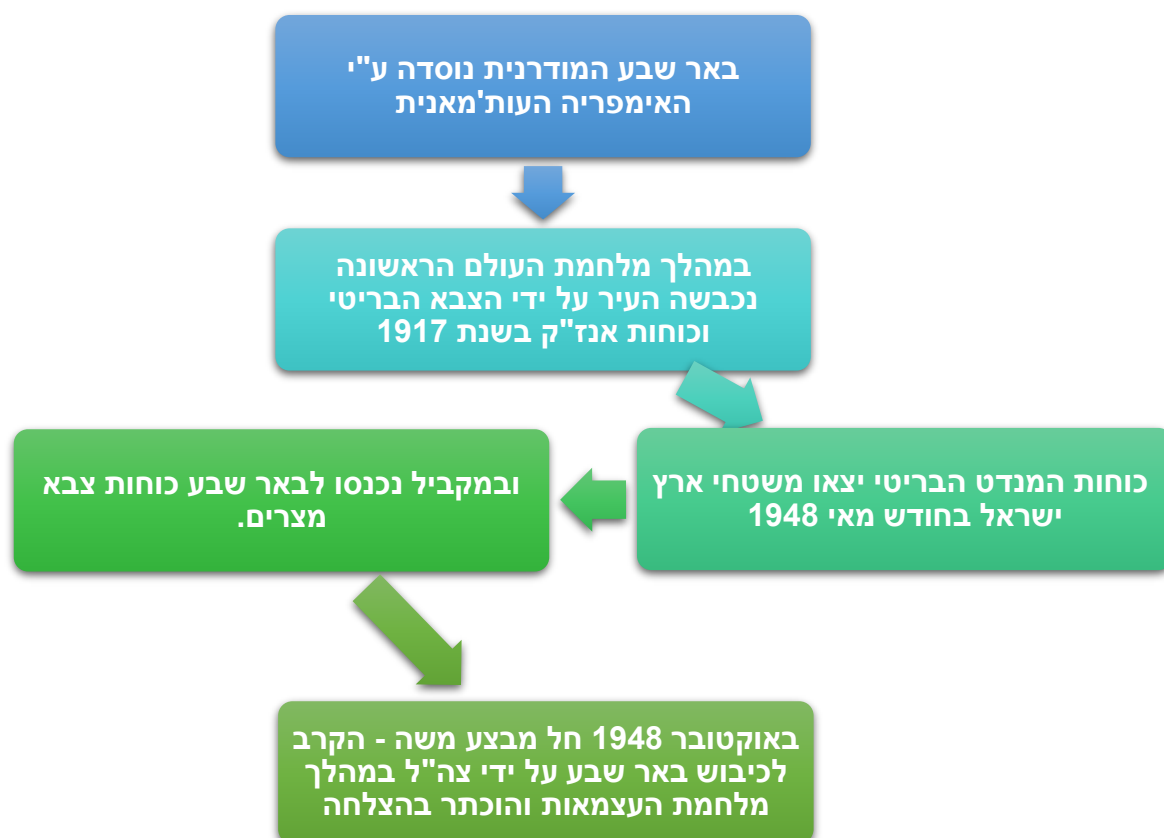 באר שבע המודרנית נוסדה ע"י
האימפריה העות'מאנית
במהלך מלחמת העולם הראשונה
נכבשה העיר על ידי הצבא הבריטי
וכוחות אנז"ק בשנת 1917
כוחות המנדט הבריטי יצאו משטחי ארץ
ישראל בחודש מאי 1948
ובמקביל נכנסו לבאר שבע כוחות צבא
מצרים.
באוקטובר 1948 חל מבצע משה - הקרב
לכיבוש באר שבע על ידי צה"ל במהלך
מלחמת העצמאות והוכתר בהצלחה